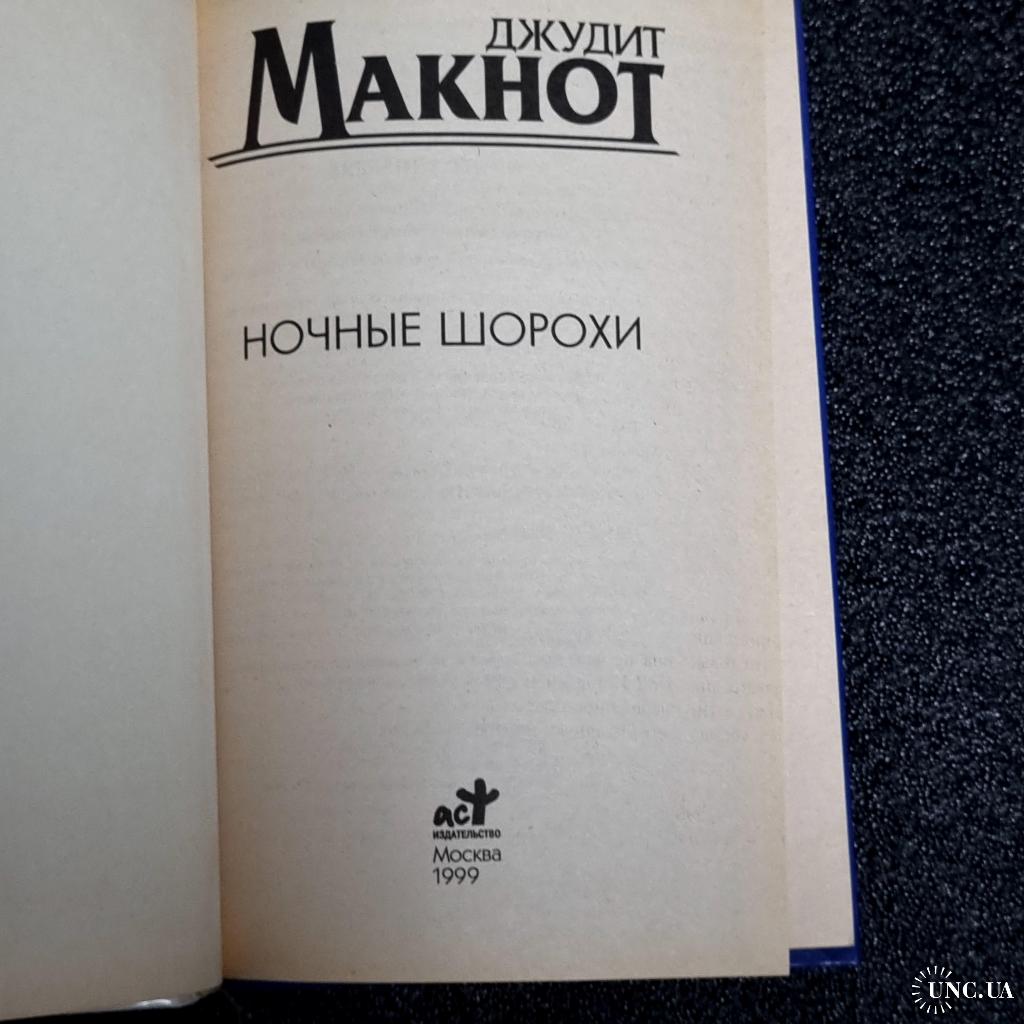 ДЖУДИТ
МАКНОТ
НОЧНЫЕ ШОРОХИ
аст
ИЗДАТЕЛЬСТВО
Москва
1999
UNC.UA